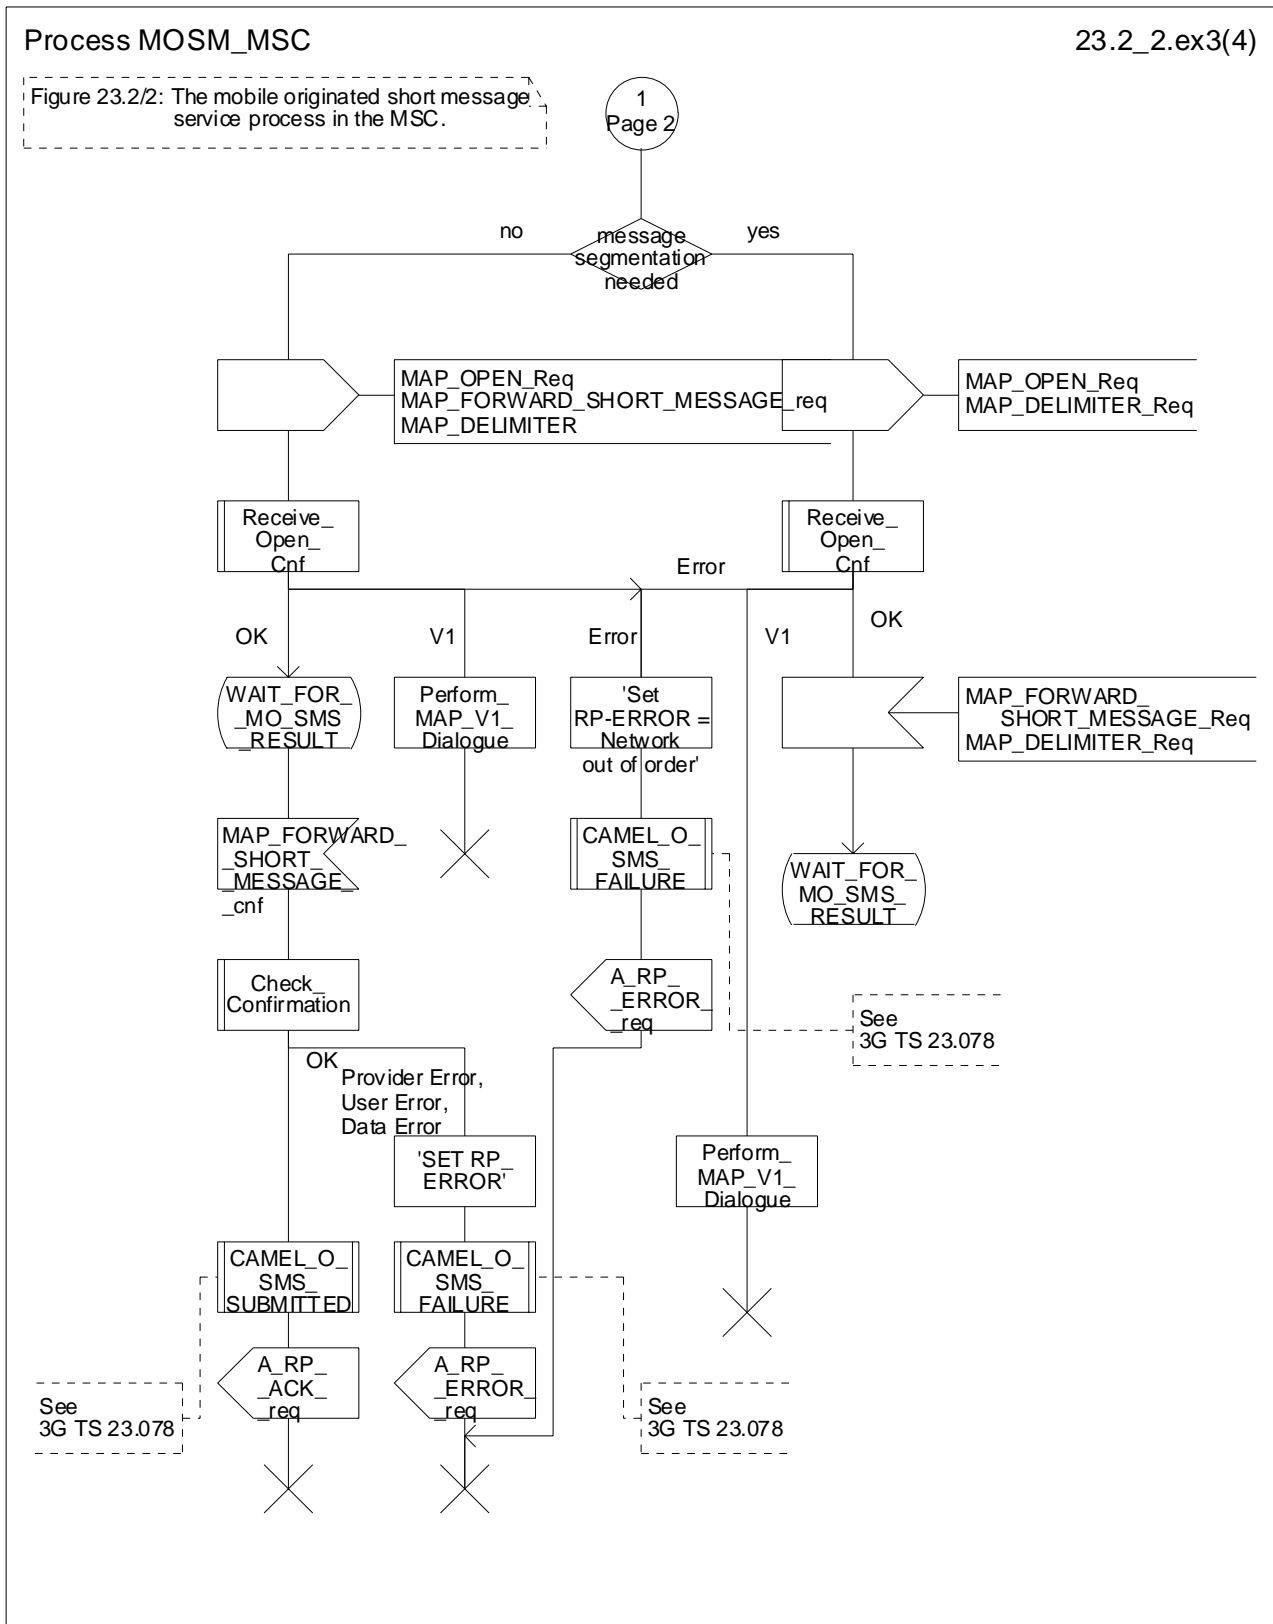 Process MOSM_MSC
23.2_2.ex3(4)
Figure 23.2/2: The mobile originated short message
service process in the MSC.
1
Page 2
no
message
segmentation
needed
yes
MAP_OPEN_Req
MAP_FORWARD_SHORT_MESSAGE_req
MAP_DELIMITER
MAP_OPEN_Req
MAP_DELIMITER_Req
Receive_
Open_
Cnf
Receive_
Open_
Cnf
Error
OK
V1
Error
V1
OK
WAIT_FOR_
_MO_SMS
_RESULT
Perform_
MAP_V1_
Dialogue
'Set
RP-ERROR =
Network
out of order'
MAP_FORWARD_
SHORT_MESSAGE_Req
MAP_DELIMITER_Req
MAP_FORWARD_
_SHORT_
_MESSAGE_
_cnf
CAMEL_O_
SMS_
FAILURE
WAIT_FOR_
MO_SMS_
RESULT
Check_
Confirmation
A_RP_
_ERROR_
_req
See
3G TS 23.078
OK
Provider Error,
User Error,
Data Error
'SET RP_
ERROR'
Perform_
MAP_V1_
Dialogue
CAMEL_O_
SMS_
SUBMITTED
CAMEL_O_
SMS_
FAILURE
A_RP_
_ACK_
_req
A_RP_
_ERROR_
_req
See
3G TS 23.078
See
3G TS 23.078